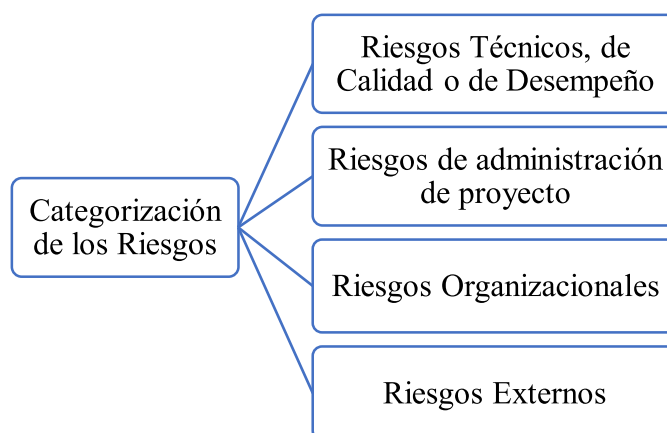 Categorización
de los Riesgos
Riesgos Técnicos, de
Calidad o de Desempeño
Riesgos de administración
de proyecto
Riesgos Organizacionales
Riesgos Externos